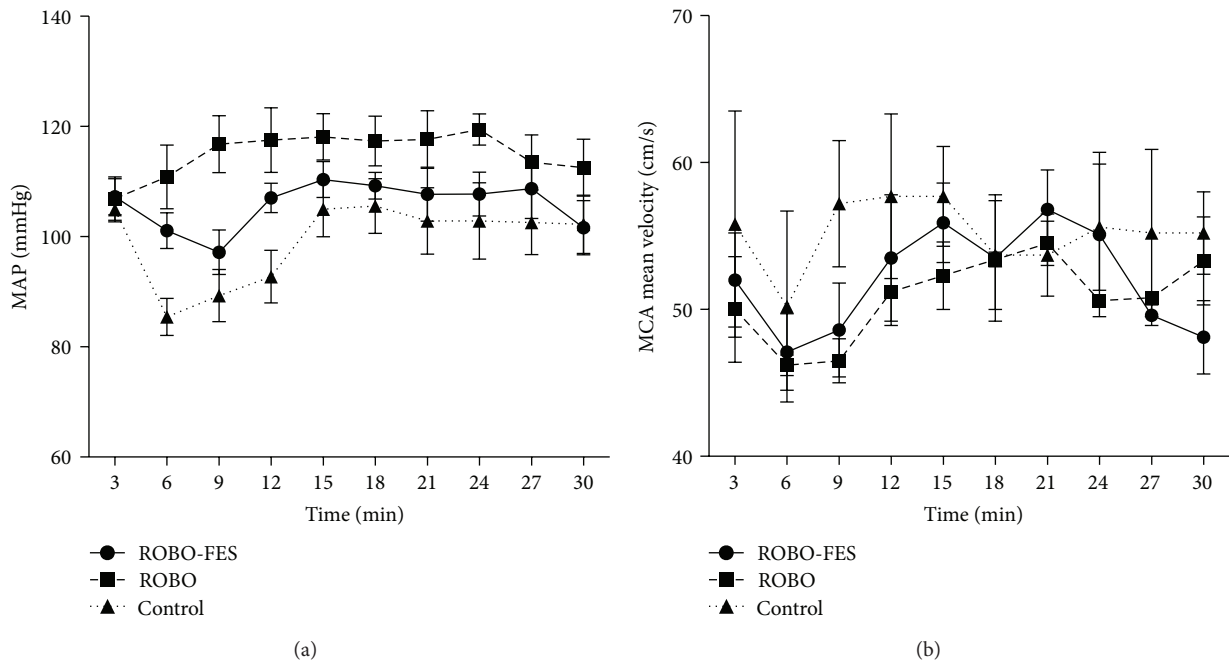 140
120
100
80
60
MAP (mmHg)
3 6 9 12 15 18 21 24 27 30
Time (min)
ROBO-FES
ROBO
Control
(a)
70
60
50
40
MCA mean velocity (cm/s)
3 6 9 12 15 18 21 24 27 30
Time (min)
ROBO-FES
ROBO
Control
(b)